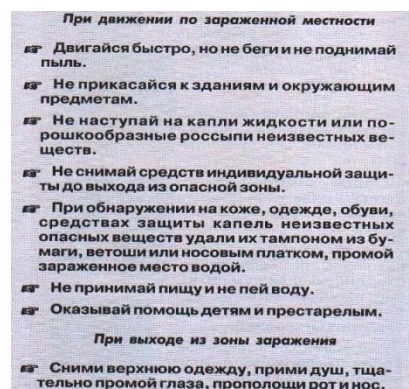 При движении по зараженной местности
☞ Двигайся быстро, но не беги и не поднимай
пыль.
☞ Не прикасайся к зданиям и окружающим
предметам.
☞ Не наступай на капли жидкости или по-
рошкообразные россыпи неизвестных ве-
ществ.
☞ Не снимай средств индивидуальной защи-
ты до выхода из опасной зоны.
☞ При обнаружении на коже, одежде, обуви,
средствах защиты капель неизвестных
опасных веществ удали их тампоном из бу-
маги, ветоши или носовым платком, промой
зараженное место водой.
☞ Не принимай пищу и не пей воду.
☞ Оказывай помощь детям и престарелым.
При выходе из зоны заражения
☞ Сними верхнюю одежду, прими душ, тща-
тельно промой глаза, прополощи рот и нос.